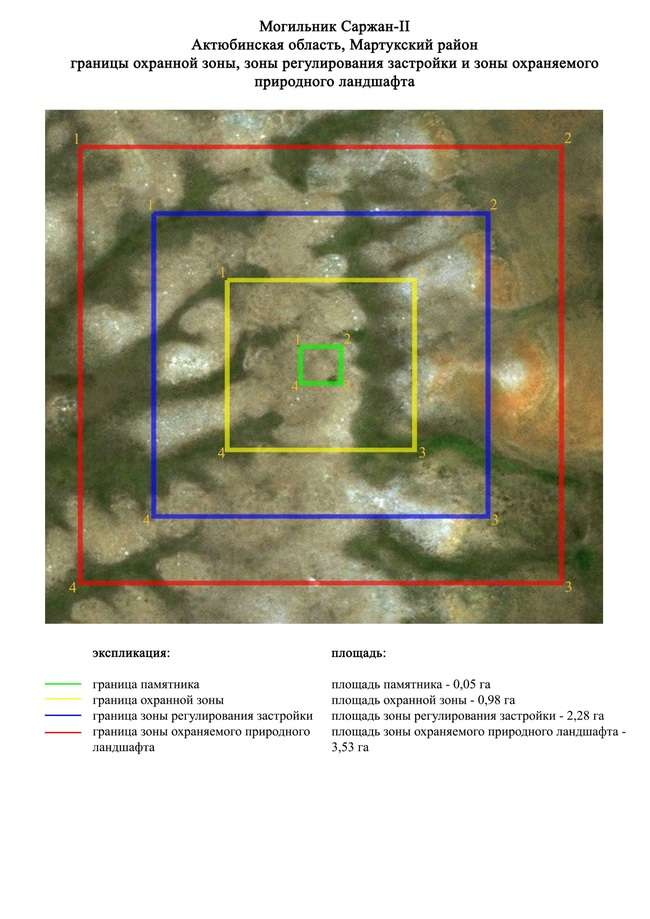 Могильник Саржан-II
Актюбинская область, Мартукский район
границы охранной зоны, зоны регулирования застройки и зоны охраняемого
природного ландшафта
1
2
1
2
1
2
1
2
4
4
3
4
3
4
3
экспликация:
площадь:
граница памятника
площадь памятника - 0,05 га
граница охранной зоны
площадь охранной зоны - 0,98 га
граница зоны регулирования застройки
площадь зоны регулирования застройки - 2,28 га
граница зоны охраняемого природного
ландшафта
площадь зоны охраняемого природного ландшафта -
3,53 га